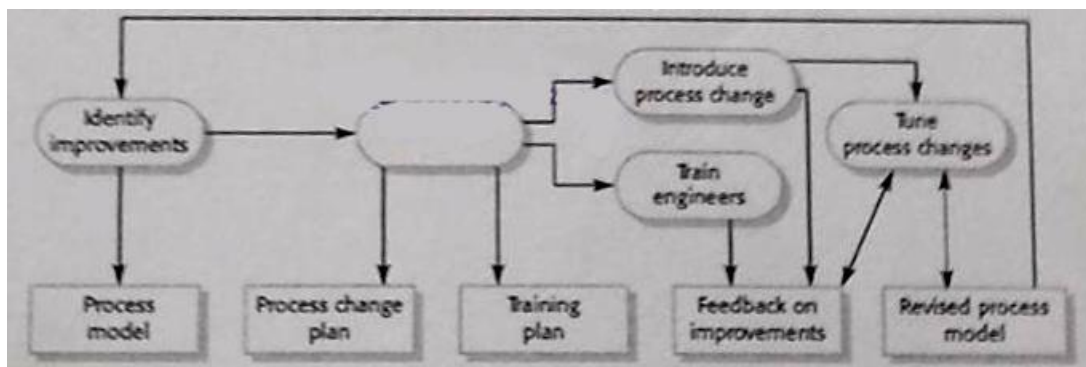 Identify
improvements
Introduce
process change
Tune
process changes
Train
engineers
Process
model
Process change
plan
Training
plan
Feedback on
improvements
Revised process
model